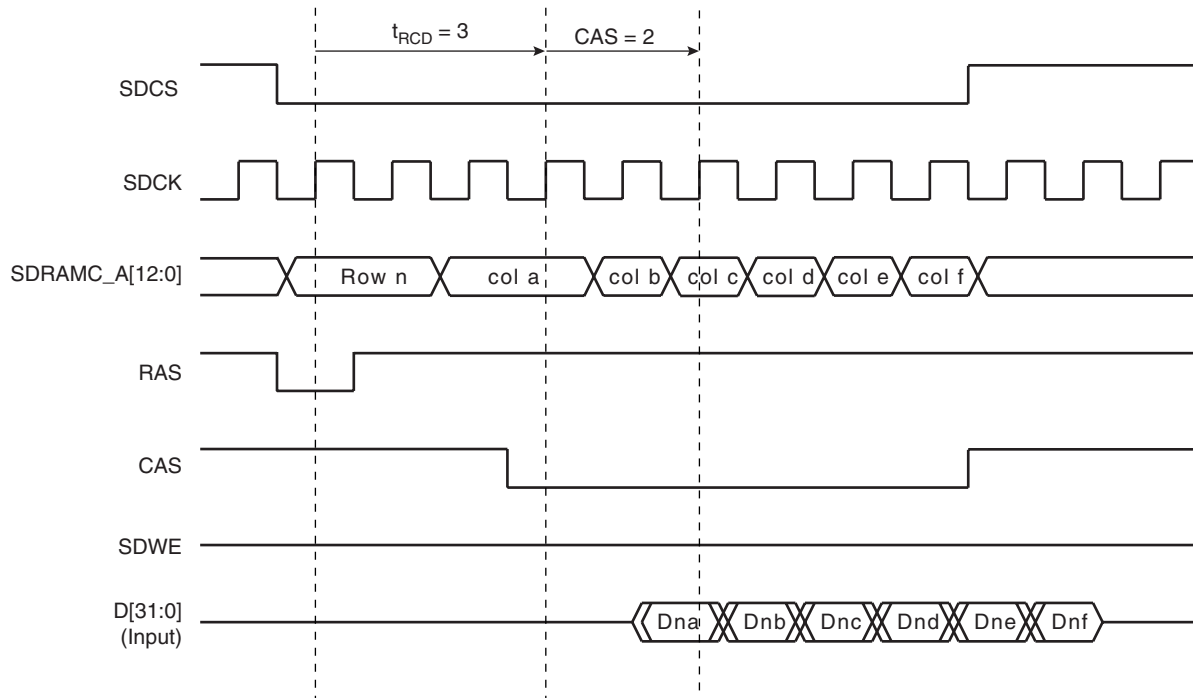 t_RCD = 3
CAS = 2
SDCS
SDCK
SDRAMC_A[12:0]
Row n
col a
col b
col c
col d
col e
col f
RAS
CAS
SDWE
D[31:0]
(Input)
Dna
Dnb
Dnc
Dnd
Dne
Dnf